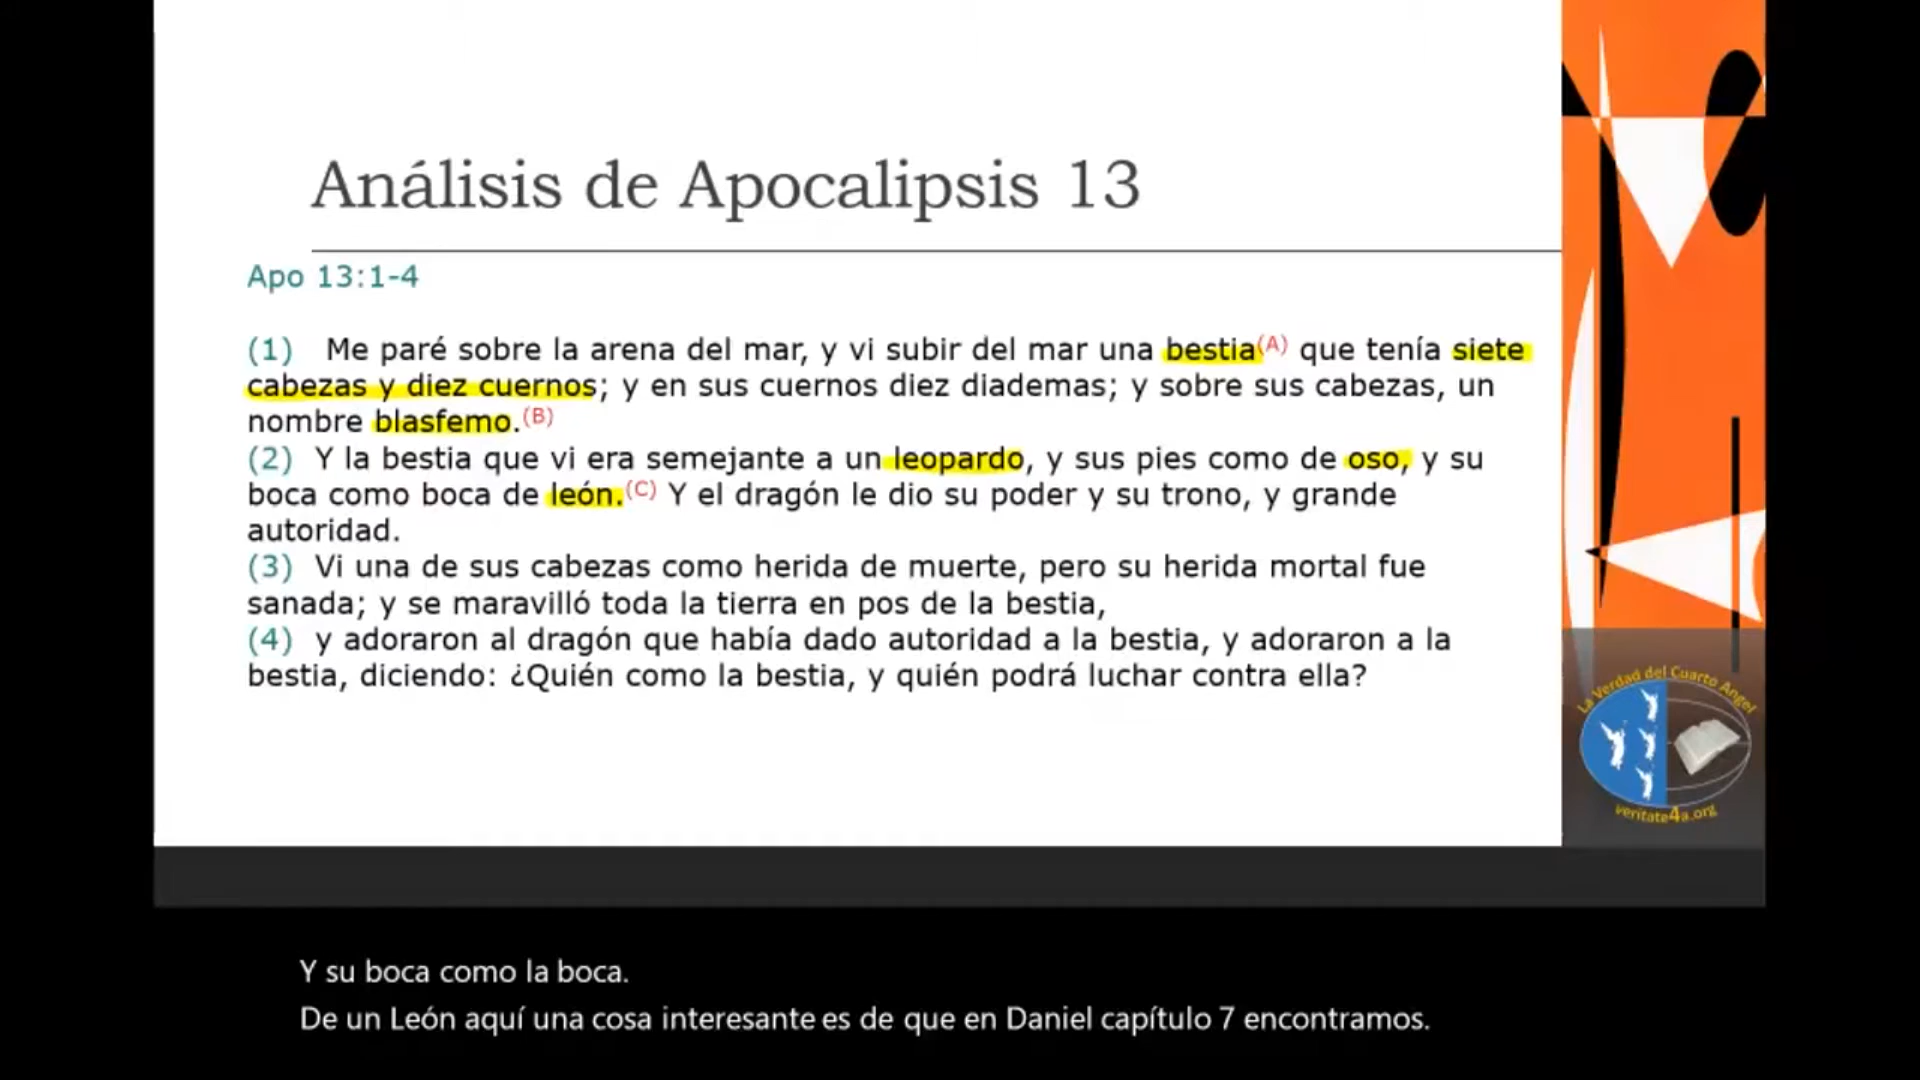 Análisis de Apocalipsis 13
Apo 13:1-4
(1) Me paré sobre la arena del mar, y vi subir del mar una bestia(A) que tenía siete
cabezas y diez cuernos; y en sus cuernos diez diademas; y sobre sus cabezas, un
nombre blasfemo.(B)
(2) Y la bestia que vi era semejante a un leopardo, y sus pies como de oso, y su
boca como boca de león.(C) Y el dragón le dio su poder y su trono, y grande
autoridad.
(3) Vi una de sus cabezas como herida de muerte, pero su herida mortal fue
sanada; y se maravilló toda la tierra en pos de la bestia,
(4) y adoraron al dragón que había dado autoridad a la bestia, y adoraron a la
bestia, diciendo: ¿Quién como la bestia, y quién podrá luchar contra ella?
La Verdad del Cuarto Angel
veritate4a.org
Y su boca como la boca.
De un León aquí una cosa interesante es de que en Daniel capítulo 7 encontramos.